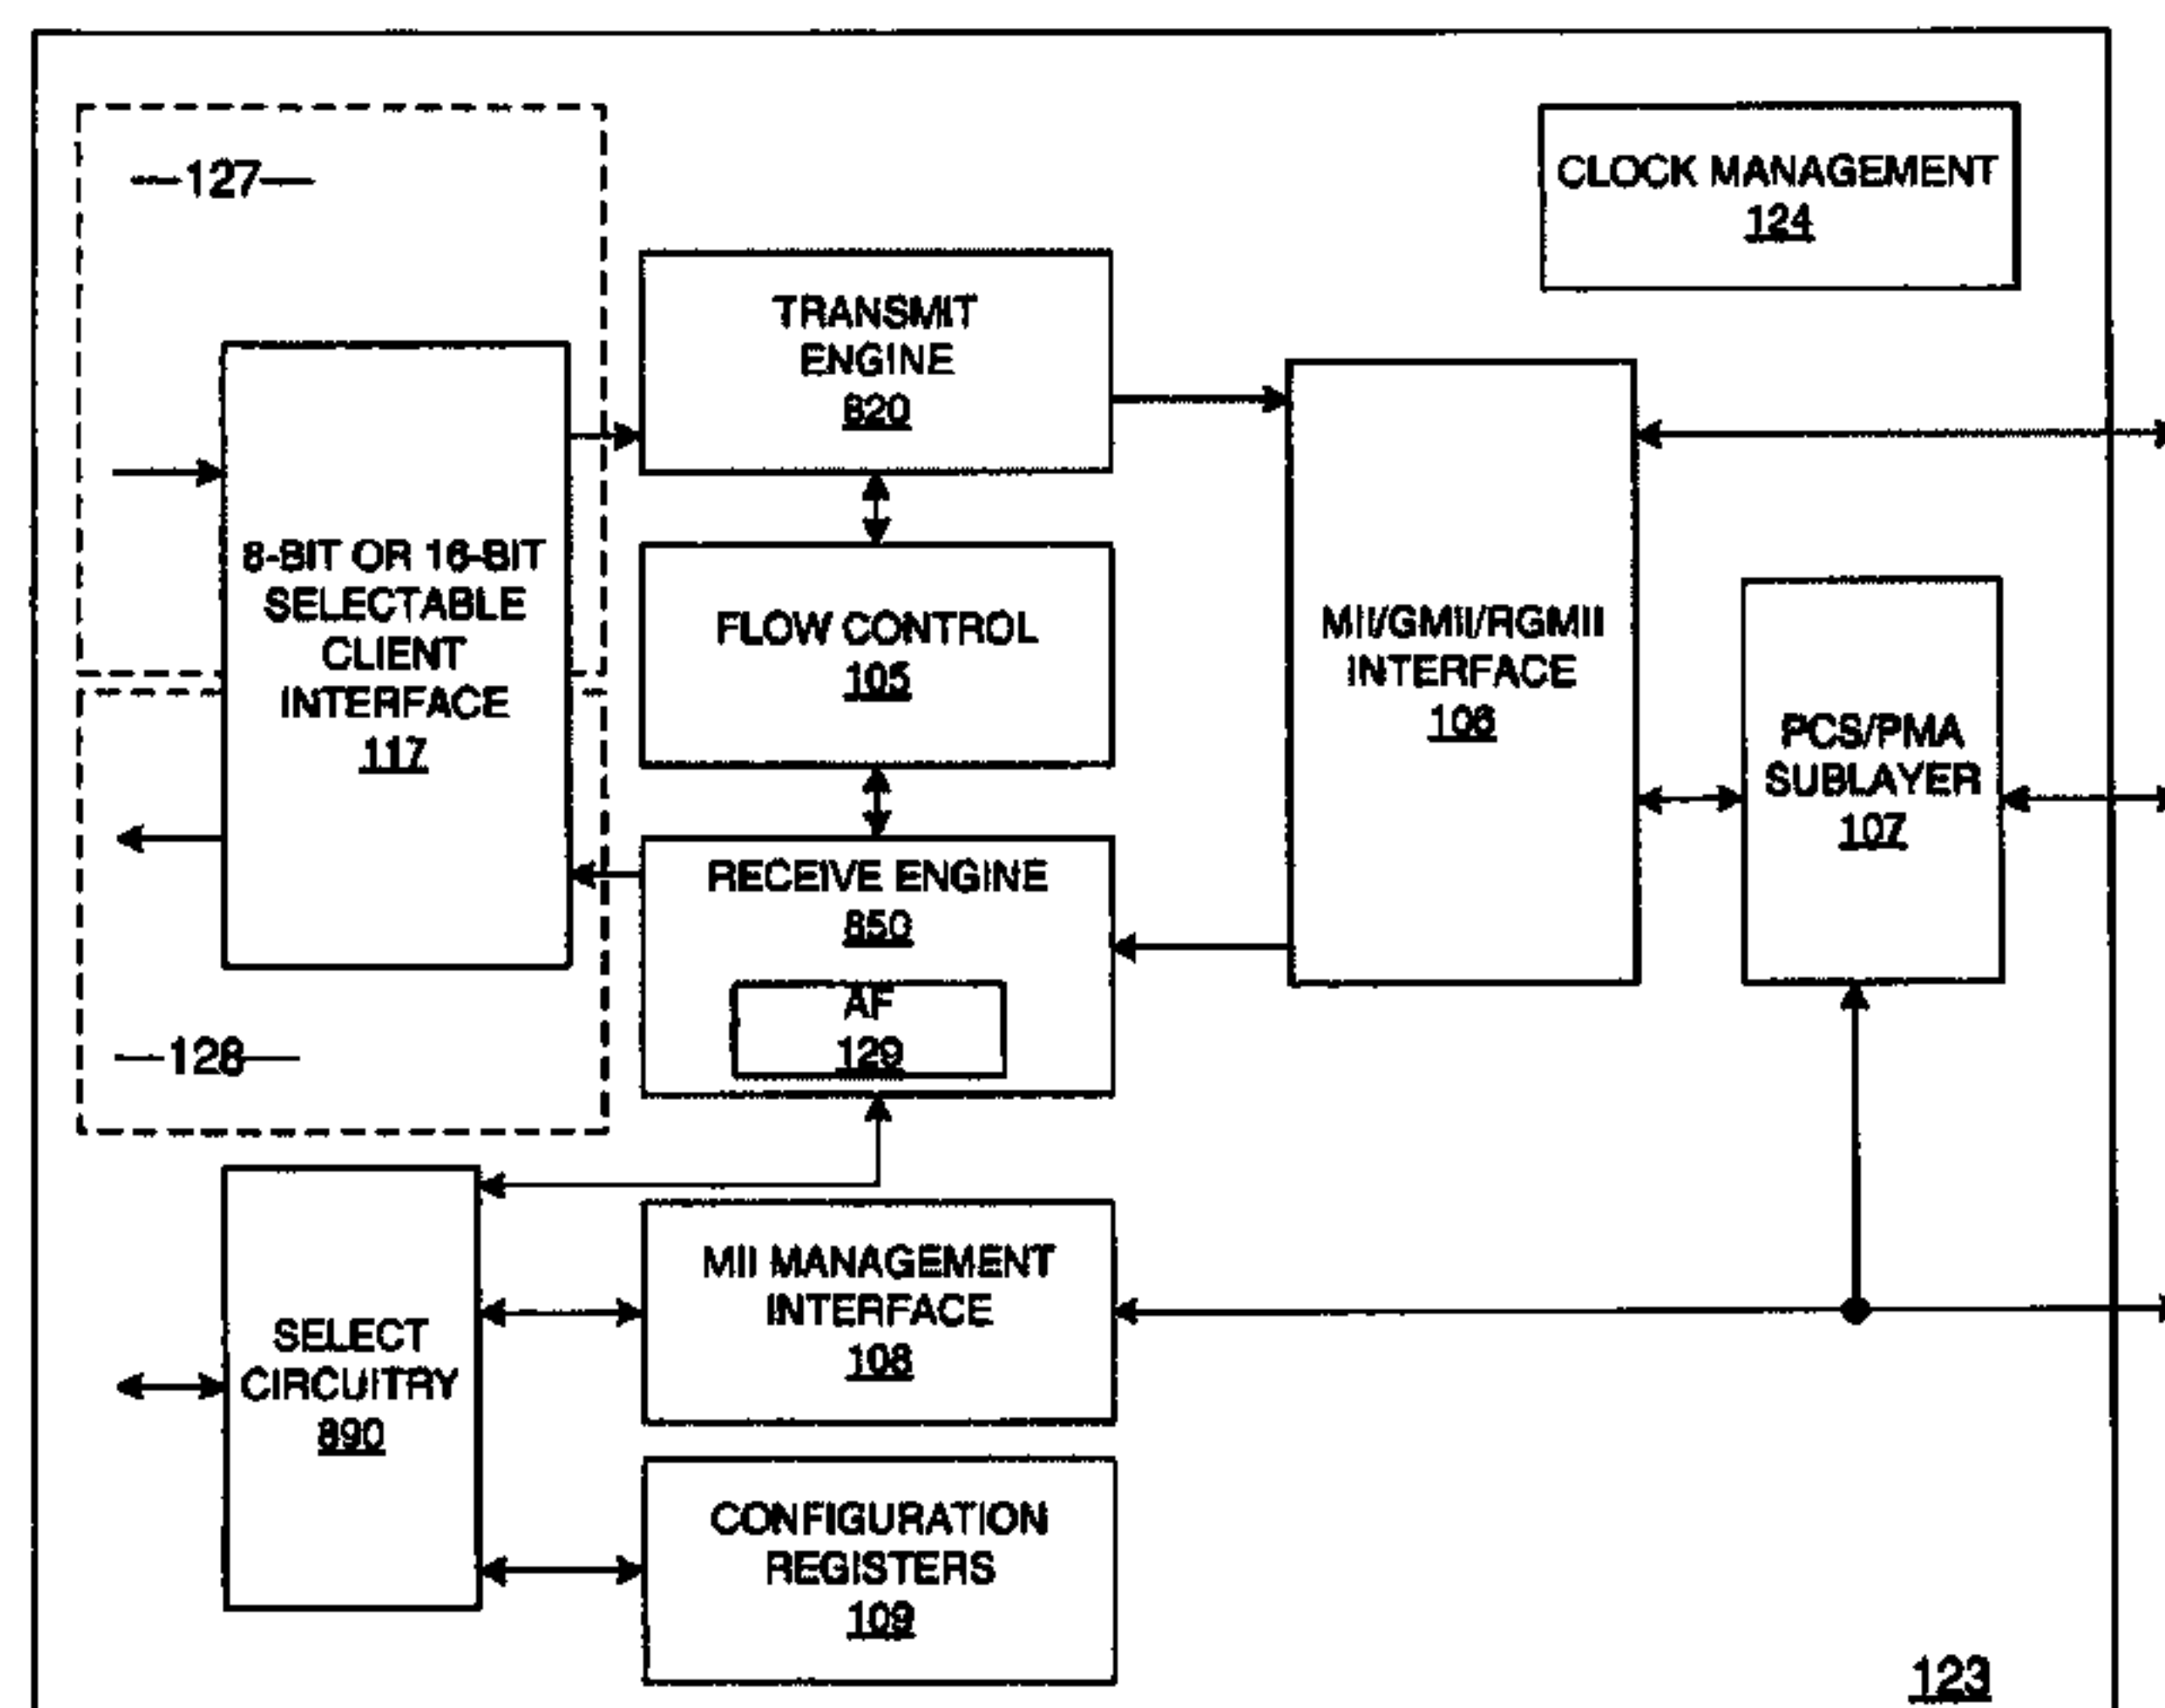 127
CLOCK MANAGEMENT
124
TRANSMIT
ENGINE
820
8-BIT OR 16-BIT
SELECTABLE
CLIENT
INTERFACE
117
FLOW CONTROL
105
MII/GMII/RGMII
INTERFACE
106
PCS/PMA
SUBLAYER
107
RECEIVE ENGINE
850
AF
129
128
SELECT
CIRCUITRY
890
MII MANAGEMENT
INTERFACE
108
CONFIGURATION
REGISTERS
109
123